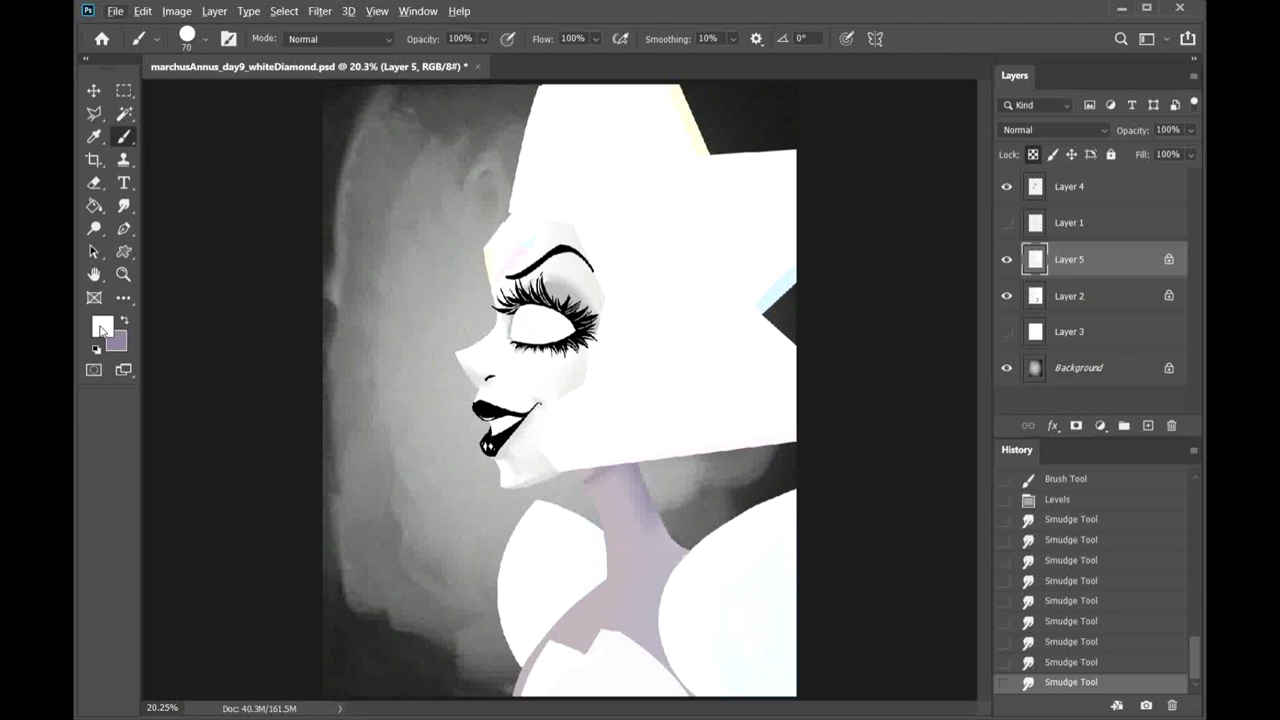 Ps File Edit Image Layer Type Select Filter 3D View Window Help
70 Mode: Normal Opacity: 100% Flow: 100% Smoothing: 10% 0°
marchusAnnus_day9_whiteDiamond.psd @ 20.3% (Layer 5, RGB/8#) *
Layers
Kind
Normal Opacity: 100%
Lock: Fill: 100%
Layer 4
Layer 1
Layer 5
Layer 2
Layer 3
Background
fx
History
Brush Tool
Levels
Smudge Tool
Smudge Tool
Smudge Tool
Smudge Tool
Smudge Tool
Smudge Tool
Smudge Tool
Smudge Tool
Smudge Tool
20.25% Doc: 40.3M/161.5M